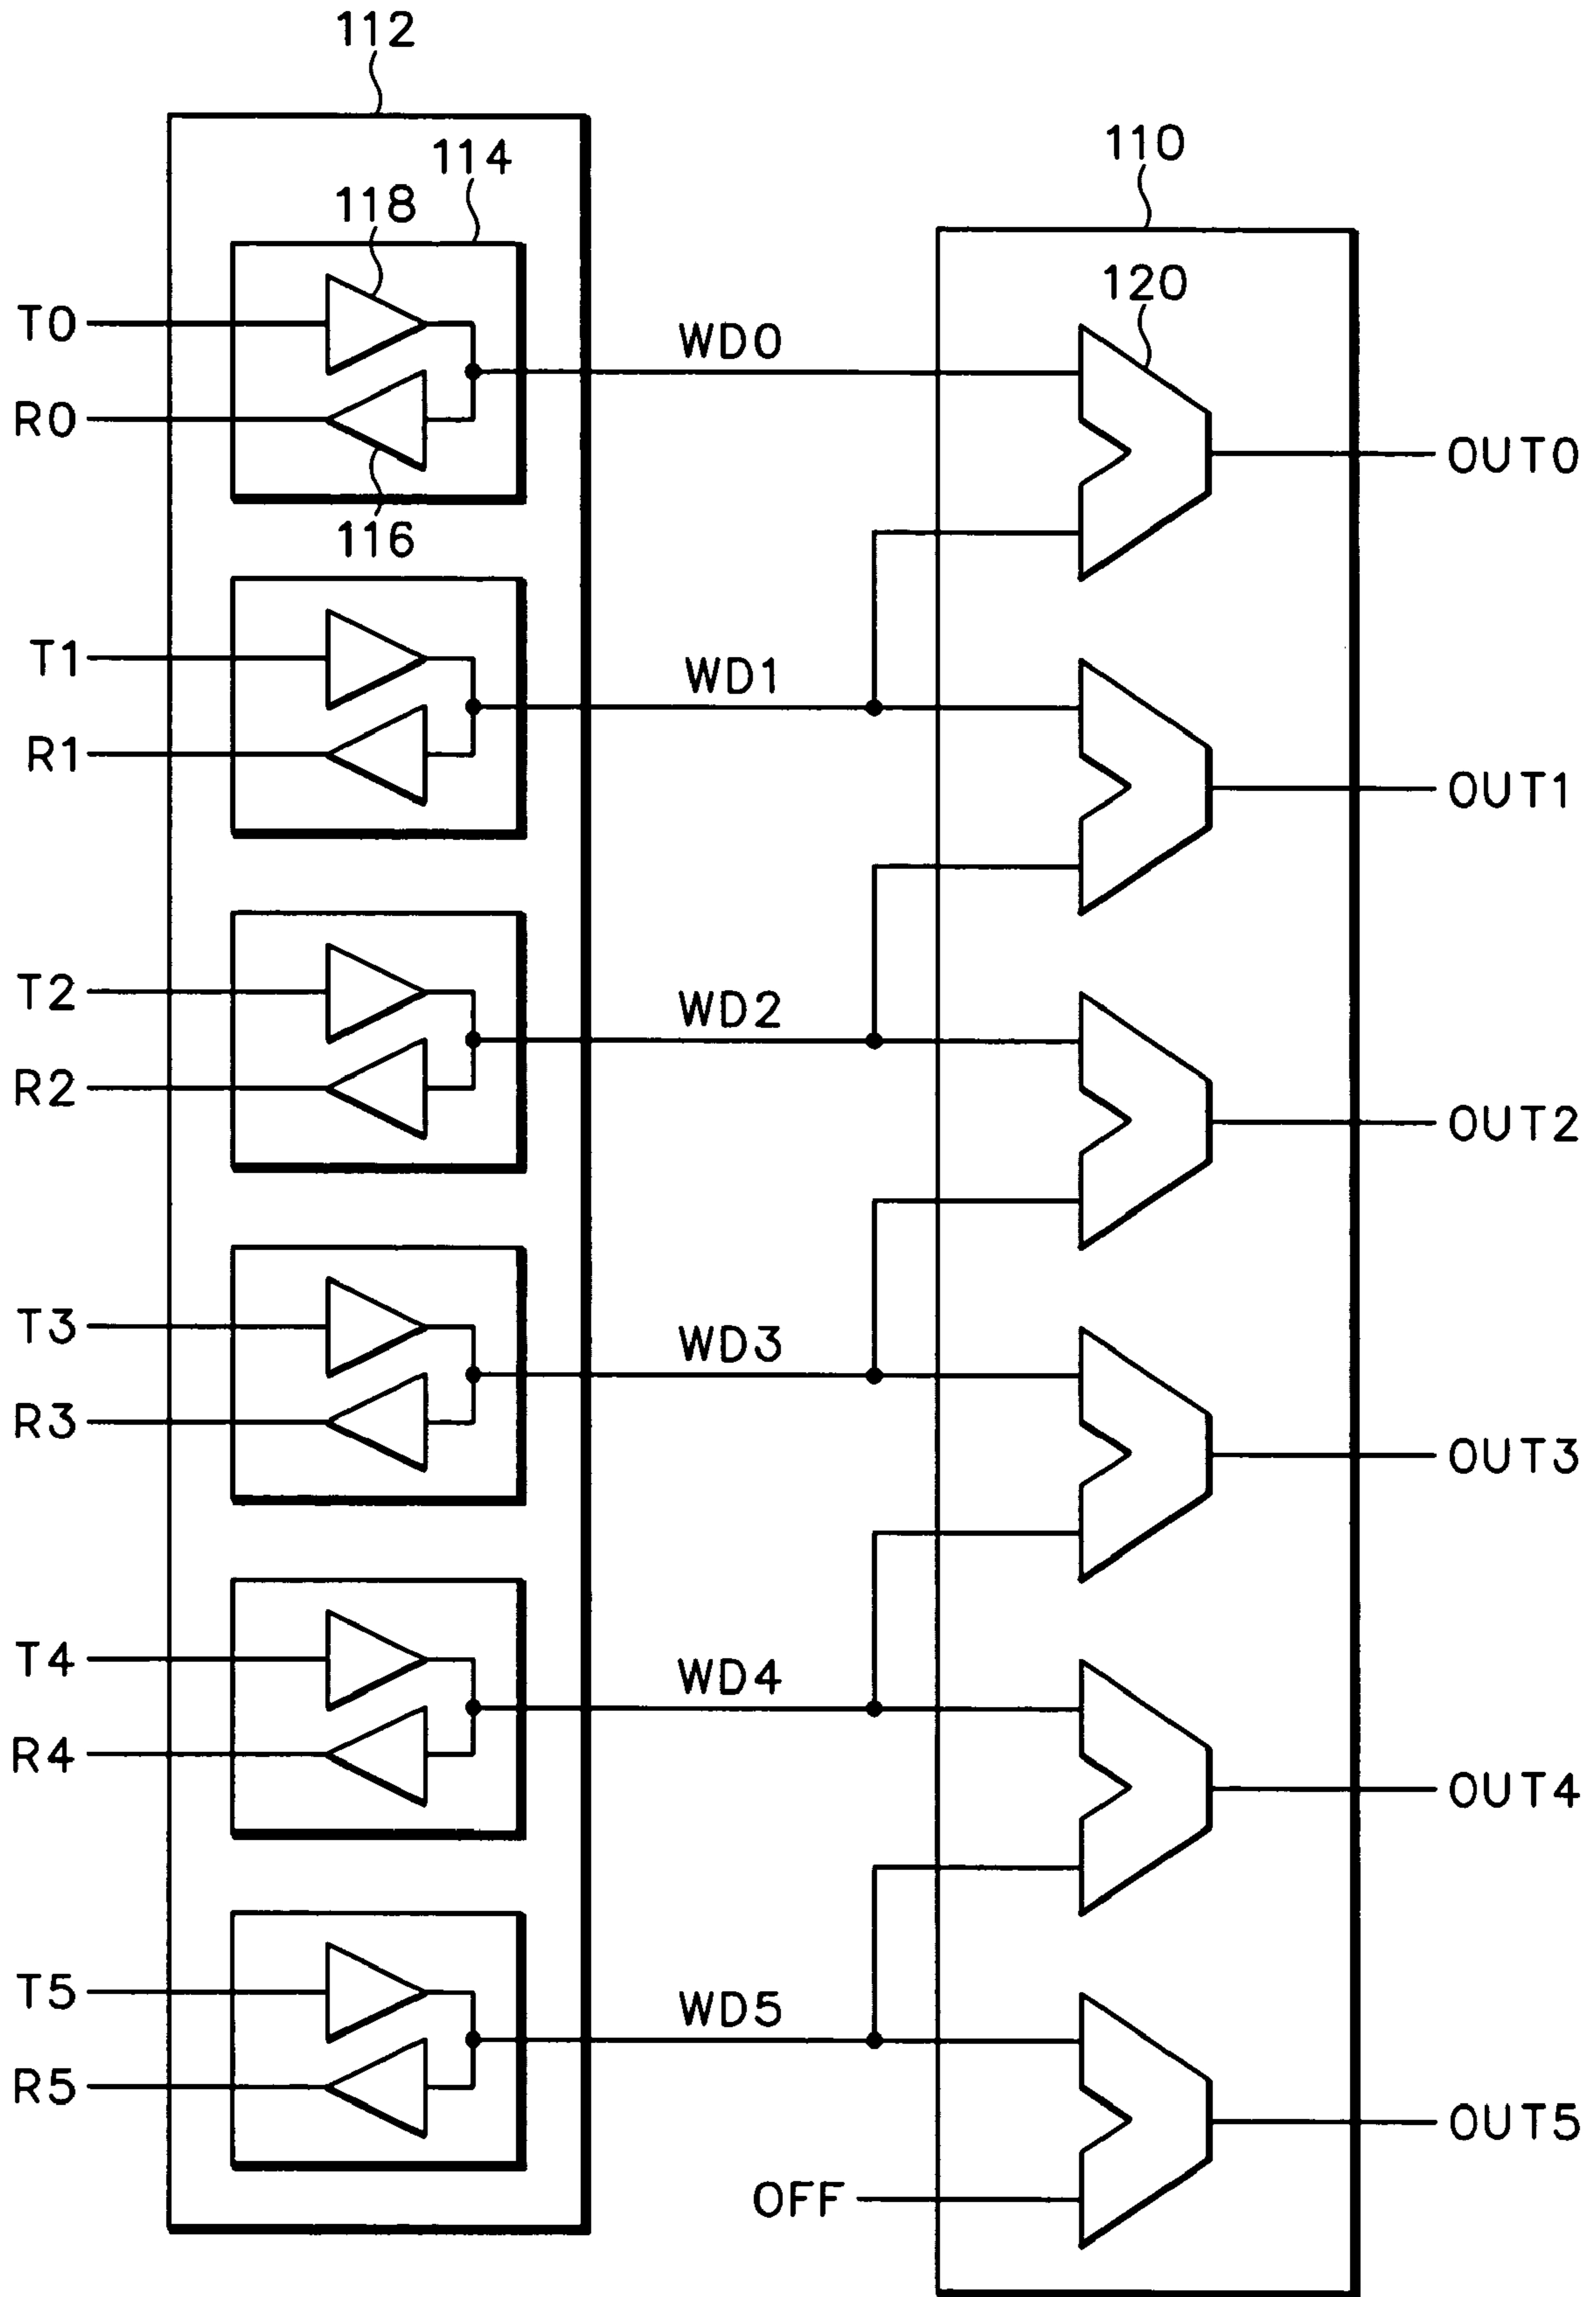 112
114
110
118
120
T0
WD0
R0
OUT0
116
T1
WD1
R1
OUT1
T2
WD2
R2
OUT2
T3
WD3
R3
OUT3
T4
WD4
R4
OUT4
T5
WD5
R5
OUT5
OFF